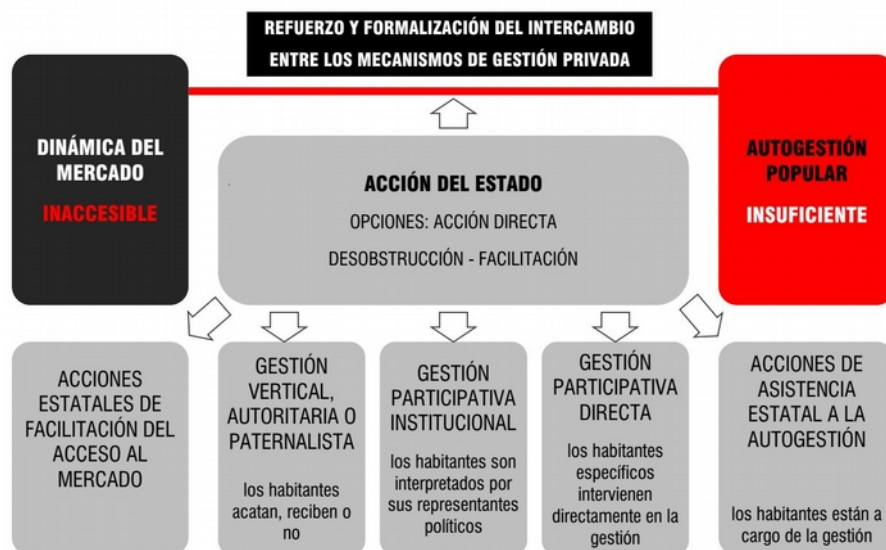 REFUERZO Y FORMALIZACIÓN DEL INTERCAMBIO
ENTRE LOS MECANISMOS DE GESTIÓN PRIVADA
DINÁMICA DEL
MERCADO
INACCESIBLE
ACCIÓN DEL ESTADO
OPCIONES: ACCIÓN DIRECTA
DESOBSTRUCCIÓN - FACILITACIÓN
AUTOGESTIÓN
POPULAR
INSUFICIENTE
ACCIONES
ESTATALES DE
FACILITACIÓN DEL
ACCESO AL
MERCADO
GESTIÓN
VERTICAL,
AUTORITARIA O
PATERNALISTA
los habitantes
acatan, reciben o
no
GESTIÓN
PARTICIPATIVA
INSTITUCIONAL
los habitantes son
interpretados por
sus representantes
políticos
GESTIÓN
PARTICIPATIVA
DIRECTA
los habitantes
específicos
intervienen
directamente en la
gestión
ACCIONES DE
ASISTENCIA
ESTATAL A LA
AUTOGESTIÓN
los habitantes están a
cargo de la gestión